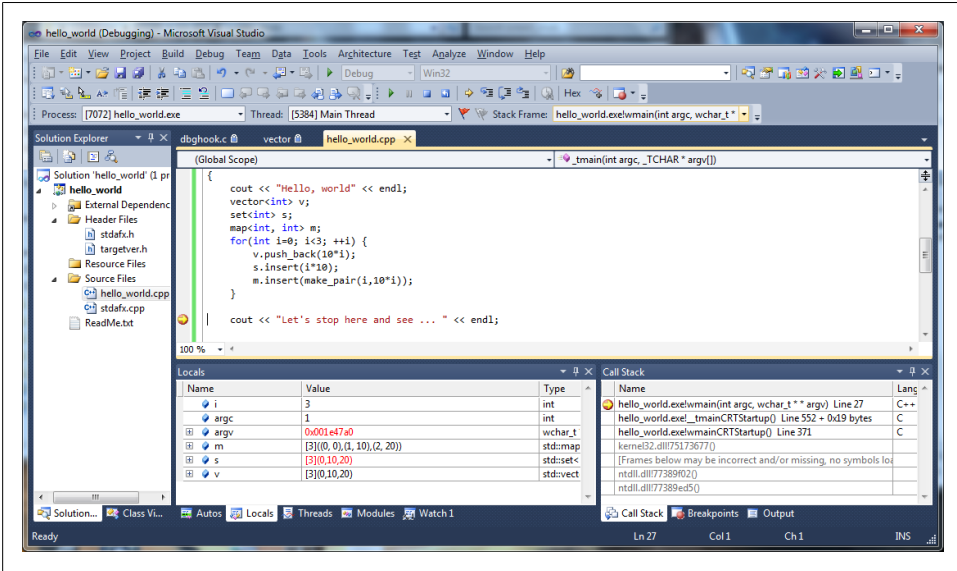 hello_world (Debugging) - Microsoft Visual Studio
File Edit View Project Build Debug Team Data Tools Architecture Test Analyze Window Help
Debug Win32
Hex
Process: [7072] hello_world.exe Thread: [5384] Main Thread Stack Frame: hello_world.exe!wmain(int argc, wchar_t *
Solution Explorer
dbghook.c vector hello_world.cpp
(Global Scope) _tmain(int argc, _TCHAR * argv[])
Solution 'hello_world' (1 pr
hello_world
External Dependenc
Header Files
stdafx.h
targetver.h
Resource Files
Source Files
hello_world.cpp
stdafx.cpp
ReadMe.txt
{
cout << "Hello, world" << endl;
vector<int> v;
set<int> s;
map<int, int> m;
for(int i=0; i<3; ++i) {
v.push_back(10*i);
s.insert(i*10);
m.insert(make_pair(i,10*i));
}
cout << "Let's stop here and see ... " << endl;
100 %
Locals
Name Value Type
i 3 int
argc 1 int
argv 0x001e47a0 wchar_t
m [3]((0, 0),(1, 10),(2, 20)) std::map
s [3](0,10,20) std::set<
v [3](0,10,20) std::vect
Call Stack
Name Lang
hello_world.exe!wmain(int argc, wchar_t * * argv) Line 27 C++
hello_world.exe!__tmainCRTStartup() Line 552 + 0x19 bytes C
hello_world.exe!wmainCRTStartup() Line 371 C
kernel32.dll!75173677()
[Frames below may be incorrect and/or missing, no symbols loa
ntdll.dll!77389f02()
ntdll.dll!77389ed5()
Solution... Class Vi... Autos Locals Threads Modules Watch 1 Call Stack Breakpoints Output
Ready Ln 27 Col 1 Ch 1 INS